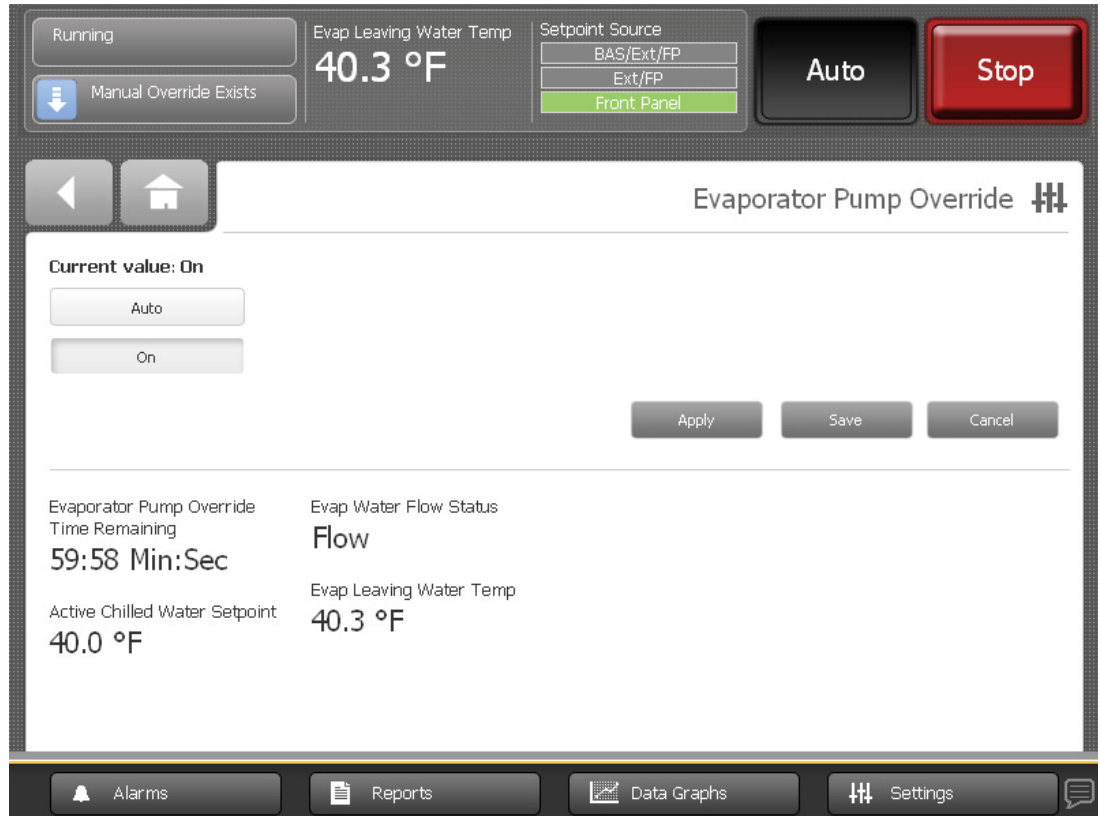 Running
Manual Override Exists
Evap Leaving Water Temp
40.3 °F
Setpoint Source
BAS/Ext/FP
Ext/FP
Front Panel
Auto
Stop
Evaporator Pump Override
Current value: On
Auto
On
Apply
Save
Cancel
Evaporator Pump Override
Time Remaining
59:58 Min:Sec
Active Chilled Water Setpoint
40.0 °F
Evap Water Flow Status
Flow
Evap Leaving Water Temp
40.3 °F
Alarms
Reports
Data Graphs
Settings